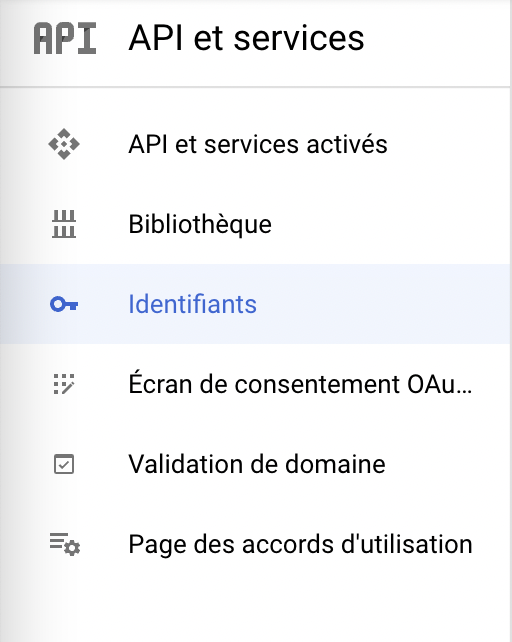 API API et services
API et services activés
Bibliothèque
Identifiants
Écran de consentement OAu...
Validation de domaine
Page des accords d'utilisation